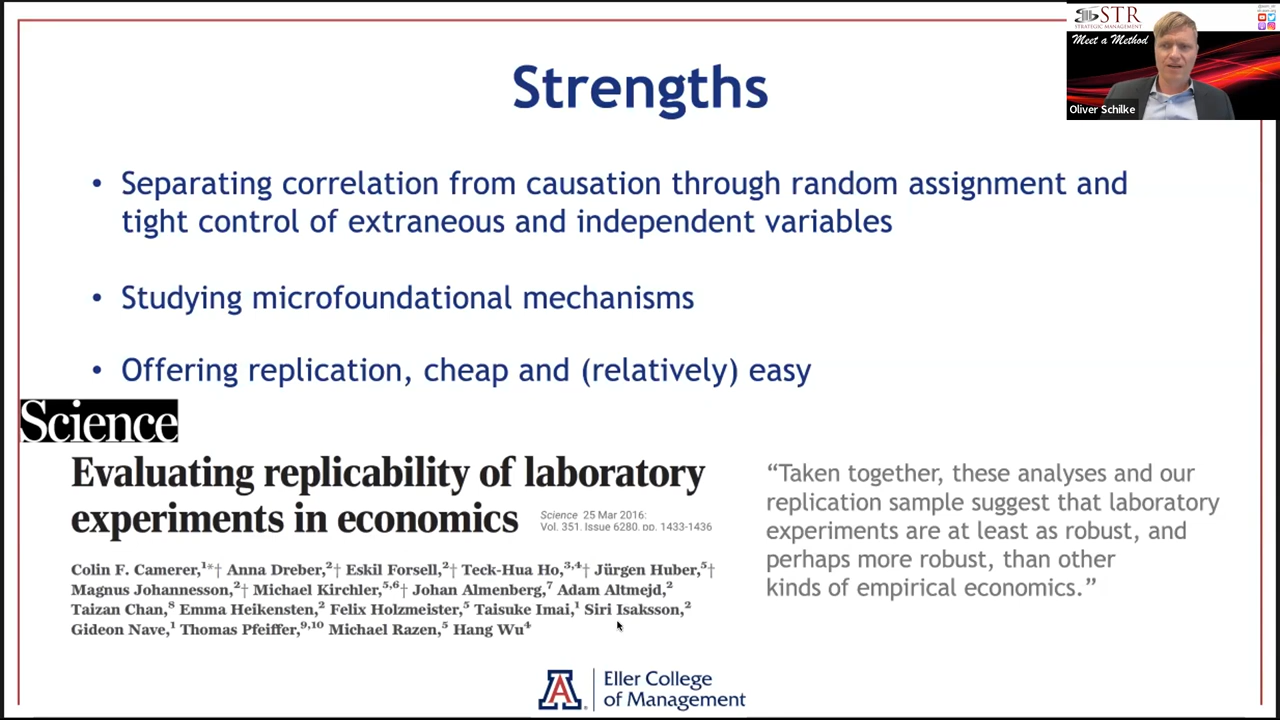 Strengths
• Separating correlation from causation through random assignment and
tight control of extraneous and independent variables
• Studying microfoundational mechanisms
• Offering replication, cheap and (relatively) easy
Science
Evaluating replicability of laboratory
experiments in economics
Science 25 Mar 2016:
Vol. 351, Issue 6280, pp. 1433-1436
Colin F. Camerer,¹*† Anna Dreber,²† Eskil Forsell,²† Teck-Hua Ho,³,⁴† Jürgen Huber,⁵†
Magnus Johannesson,²† Michael Kirchler,⁵,⁶† Johan Almenberg,⁷ Adam Altmejd,²
Taizan Chan,⁸ Emma Heikensten,² Felix Holzmeister,⁵ Taisuke Imai,¹ Siri Isaksson,²
Gideon Nave,¹ Thomas Pfeiffer,⁹,¹⁰ Michael Razen,⁵ Hang Wu⁴
“Taken together, these analyses and our
replication sample suggest that laboratory
experiments are at least as robust, and
perhaps more robust, than other
kinds of empirical economics.”
A
Eller College
of Management
STR
STRATEGIC MANAGEMENT
Meet a Method
Oliver Schilke